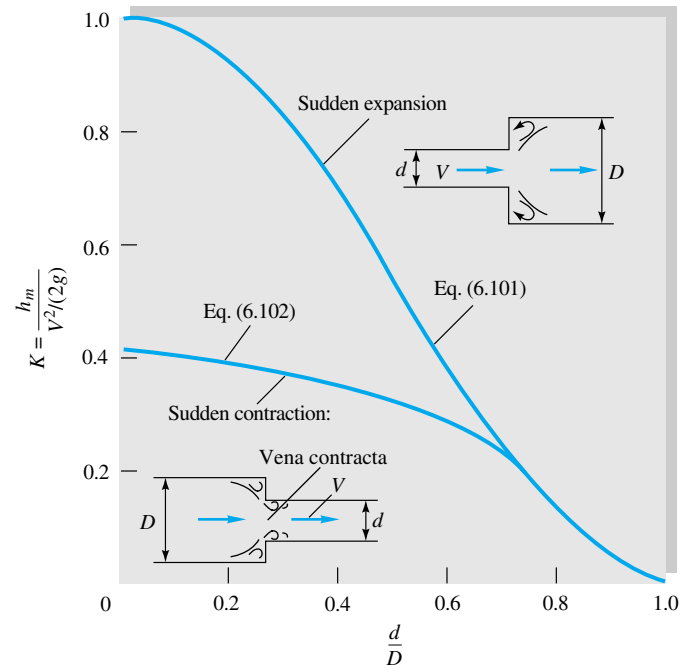 1.0
Sudden expansion
0.8
d
V
D
0.6
Eq. (6.101)
K = h_m / V²/(2g)
Eq. (6.102)
0.4
Sudden contraction:
Vena contracta
0.2
V
D
d
0
0.2
0.4
0.6
0.8
1.0
d/D